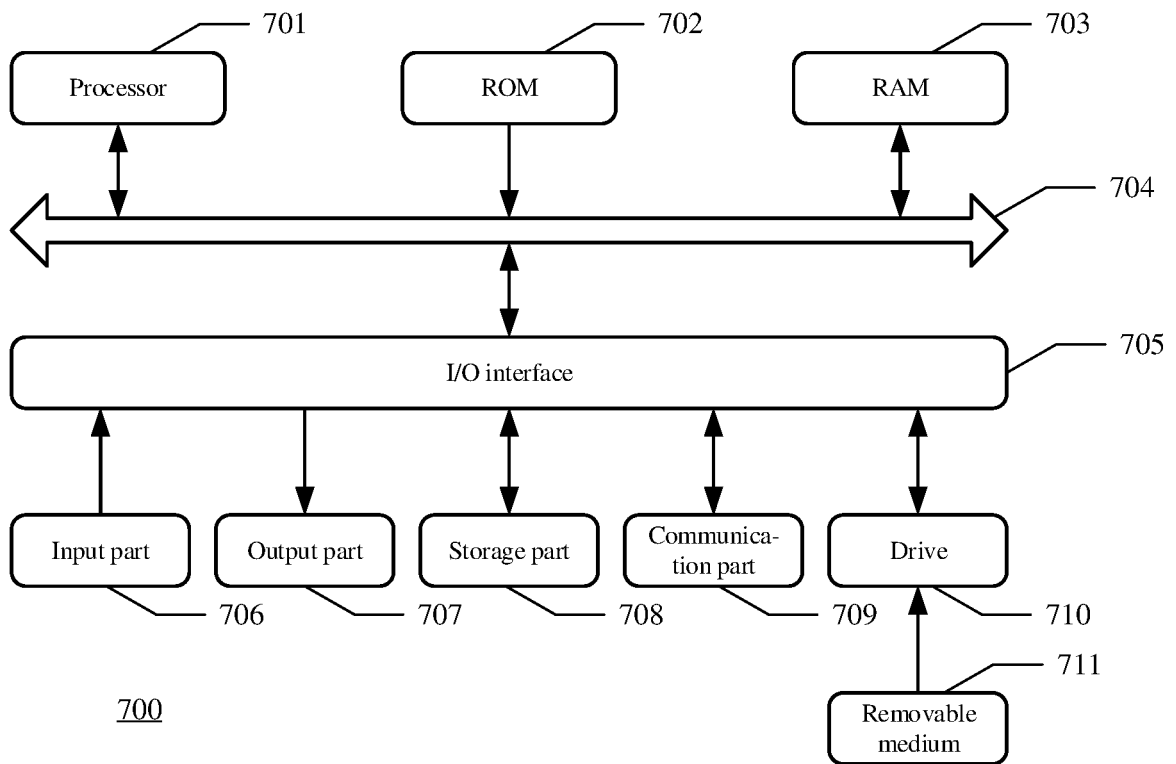 701
702
703
Processor
ROM
RAM
704
705
I/O interface
Input part
Output part
Storage part
Communica-
tion part
Drive
706
707
708
709
710
711
700
Removable
medium